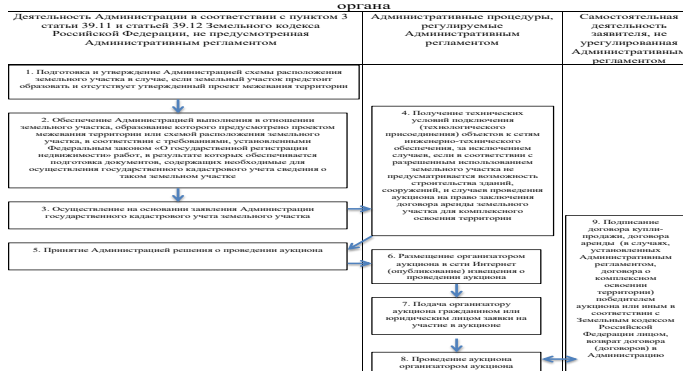 органа
Деятельность Администрации в соответствии с пунктом 3
статьи 39.11 и статьей 39.12 Земельного кодекса
Российской Федерации, не предусмотренная
Административным регламентом
Административные процедуры,
регулируемые
Административным
регламентом
Самостоятельная
деятельность
заявителя, не
урегулированная
Административным
регламентом
1. Подготовка и утверждение Администрацией схемы расположения
земельного участка в случае, если земельный участок предстоит
образовать и отсутствует утвержденный проект межевания территории
2. Обеспечение Администрацией выполнения в отношении
земельного участка, образование которого предусмотрено проектом
межевания территории или схемой расположения земельного
участка, в соответствии с требованиями, установленными
Федеральным законом «О государственной регистрации
недвижимости» работ, в результате которых обеспечивается
подготовка документов, содержащих необходимые для
осуществления государственного кадастрового учета сведения о
таком земельном участке
3. Осуществление на основании заявления Администрации
государственного кадастрового учета земельного участка
4. Получение технических
условий подключения
(технологического
присоединения) объектов к сетям
инженерно-технического
обеспечения, за исключением
случаев, если в соответствии с
разрешенным использованием
земельного участка не
предусматривается возможность
строительства зданий,
сооружений, и случаев проведения
аукциона на право заключения
договора аренды земельного
участка для комплексного
освоения территории
5. Принятие Администрацией решения о проведении аукциона
6. Размещение организатором
аукциона в сети Интернет
(опубликование) извещения о
проведении аукциона
7. Подача организатору
аукциона гражданином или
юридическим лицом заявки на
участие в аукционе
8. Проведение аукциона
организатором аукциона
9. Подписание
договора купли-
продажи, договора
аренды (в случаях,
установленных
Административным
регламентом,
договора о
комплексном
освоении
территории)
победителем
аукциона или иным в
соответствии с
Земельным кодексом
Российской
Федерации лицом,
возврат договора
(договоров) в
Администрацию